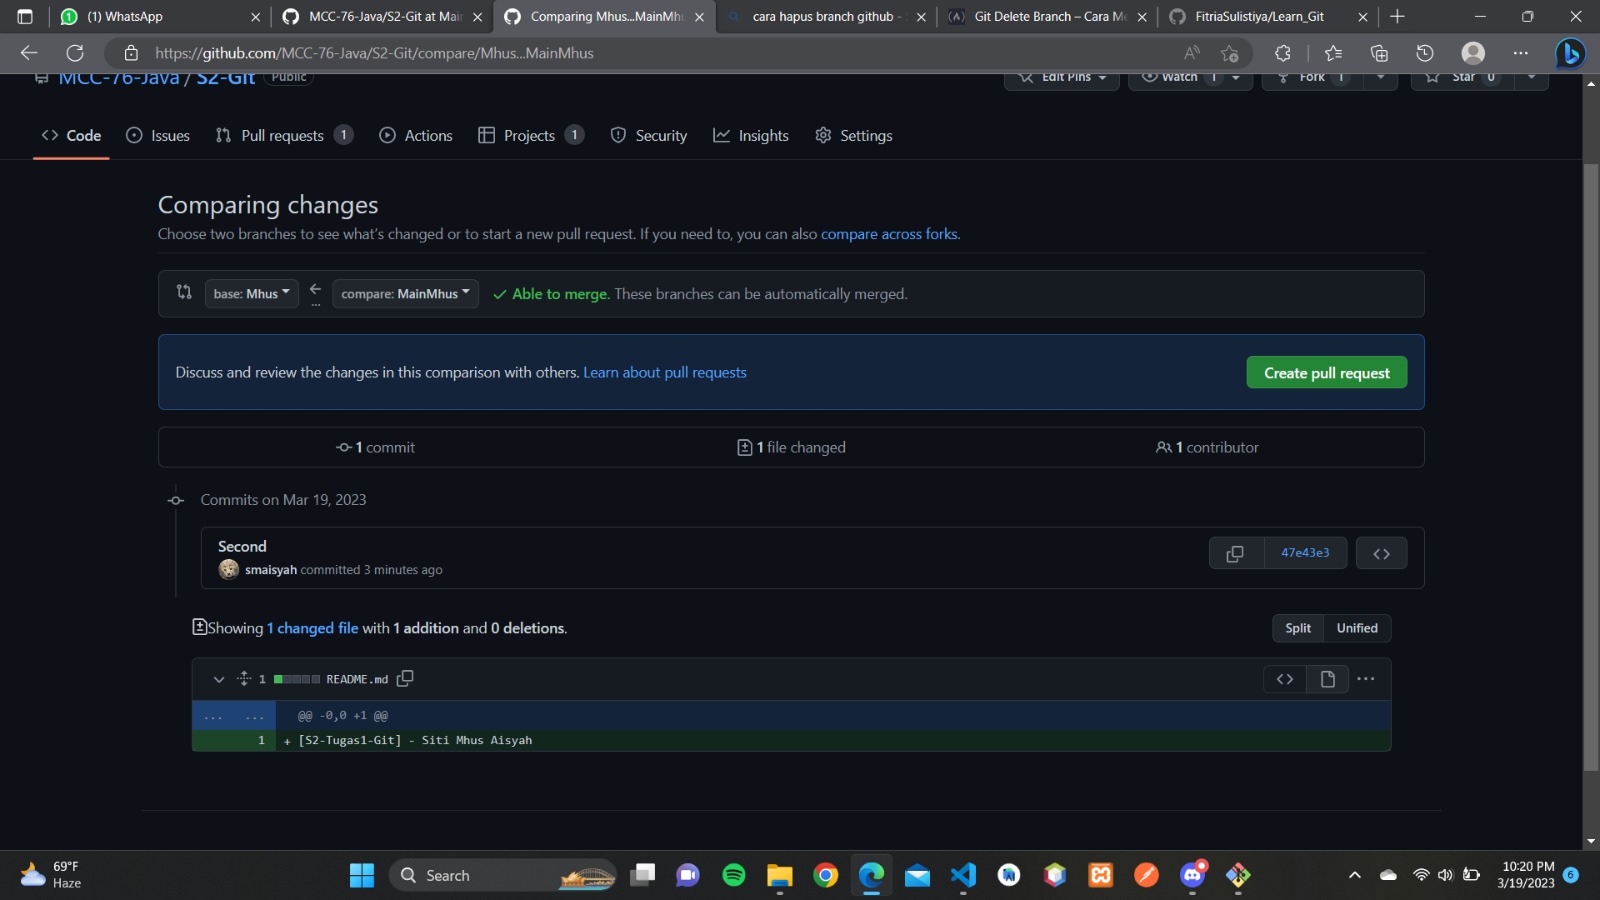 (1) WhatsApp
MCC-76-Java/S2-Git at Mai
Comparing Mhus...MainMhu
cara hapus branch github -
Git Delete Branch – Cara Me
FitriaSulistiya/Learn_Git
https://github.com/MCC-76-Java/S2-Git/compare/Mhus...MainMhus
MCC-76-Java / S2-Git Public
Edit Pins Watch 1 Fork 1 Star 0
Code Issues Pull requests 1 Actions Projects 1 Security Insights Settings
Comparing changes
Choose two branches to see what's changed or to start a new pull request. If you need to, you can also compare across forks.
base: Mhus ... compare: MainMhus Able to merge. These branches can be automatically merged.
Discuss and review the changes in this comparison with others. Learn about pull requests
Create pull request
1 commit 1 file changed 1 contributor
Commits on Mar 19, 2023
Second
smaisyah committed 3 minutes ago
47e43e3
Showing 1 changed file with 1 addition and 0 deletions.
Split Unified
1 README.md
... ... @@ -0,0 +1 @@
1 + [S2-Tugas1-Git] - Siti Mhus Aisyah
69°F
Haze
Search
10:20 PM
3/19/2023
6